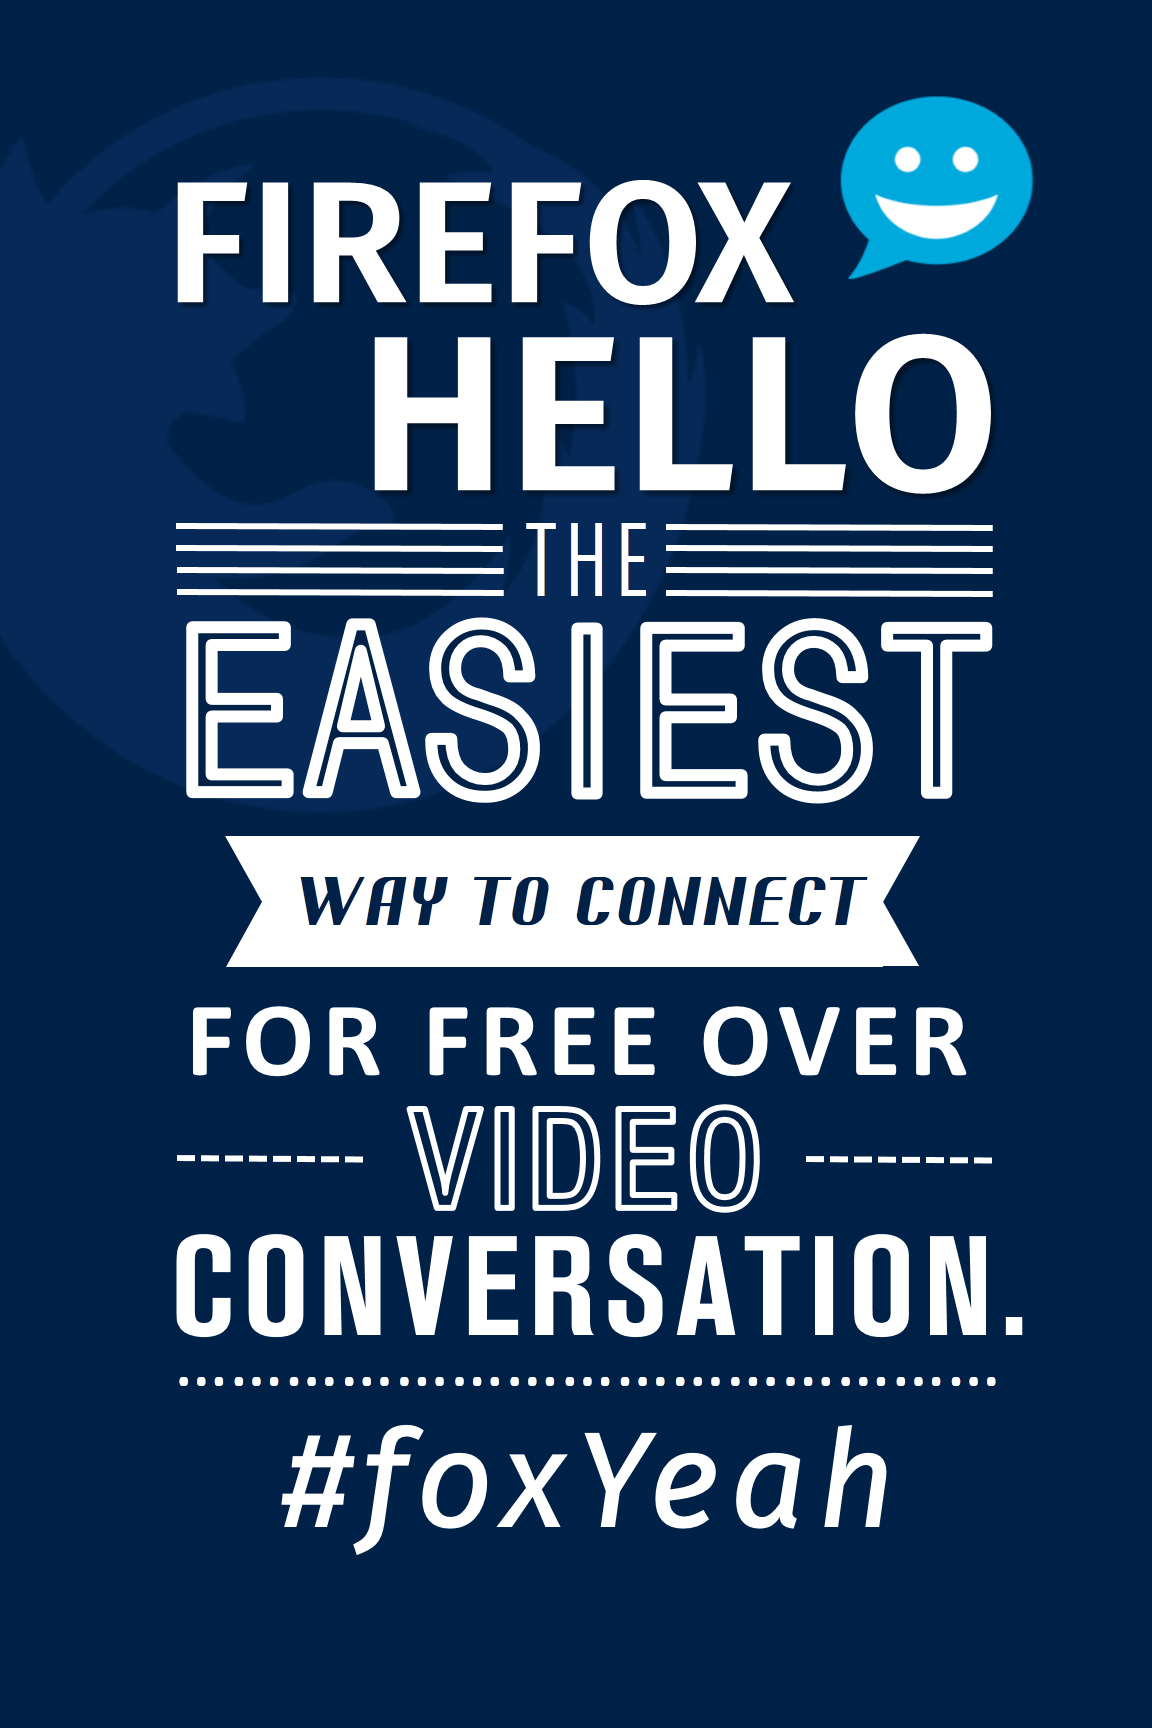 FIREFOX
HELLO
THE
EASIEST
WAY TO CONNECT
FOR FREE OVER
VIDEO
CONVERSATION.
#foxYeah